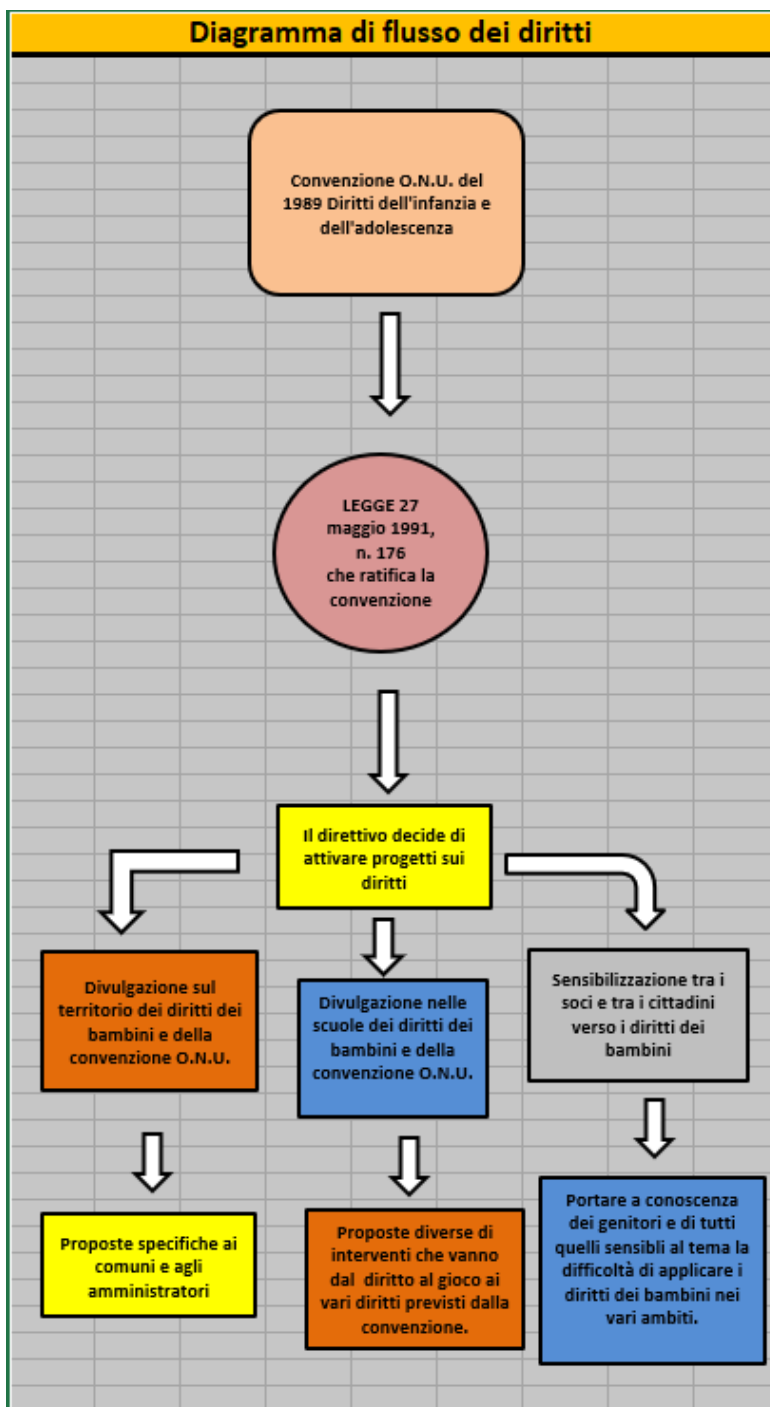 Diagramma di flusso dei diritti
Convenzione O.N.U. del
1989 Diritti dell'infanzia e
dell'adolescenza
LEGGE 27
maggio 1991,
n. 176
che ratifica la
convenzione
Il direttivo decide di
attivare progetti sui
diritti
Divulgazione sul
territorio dei diritti dei
bambini e della
convenzione O.N.U.
Divulgazione nelle
scuole dei diritti dei
bambini e della
convenzione O.N.U.
Sensibilizzazione tra i
soci e tra i cittadini
verso i diritti dei
bambini
Proposte specifiche ai
comuni e agli
amministratori
Proposte diverse di
interventi che vanno
dal diritto al gioco ai
vari diritti previsti dalla
convenzione.
Portare a conoscenza
dei genitori e di tutti
quelli sensibli al tema la
difficoltà di applicare i
diritti dei bambini nei
vari ambiti.